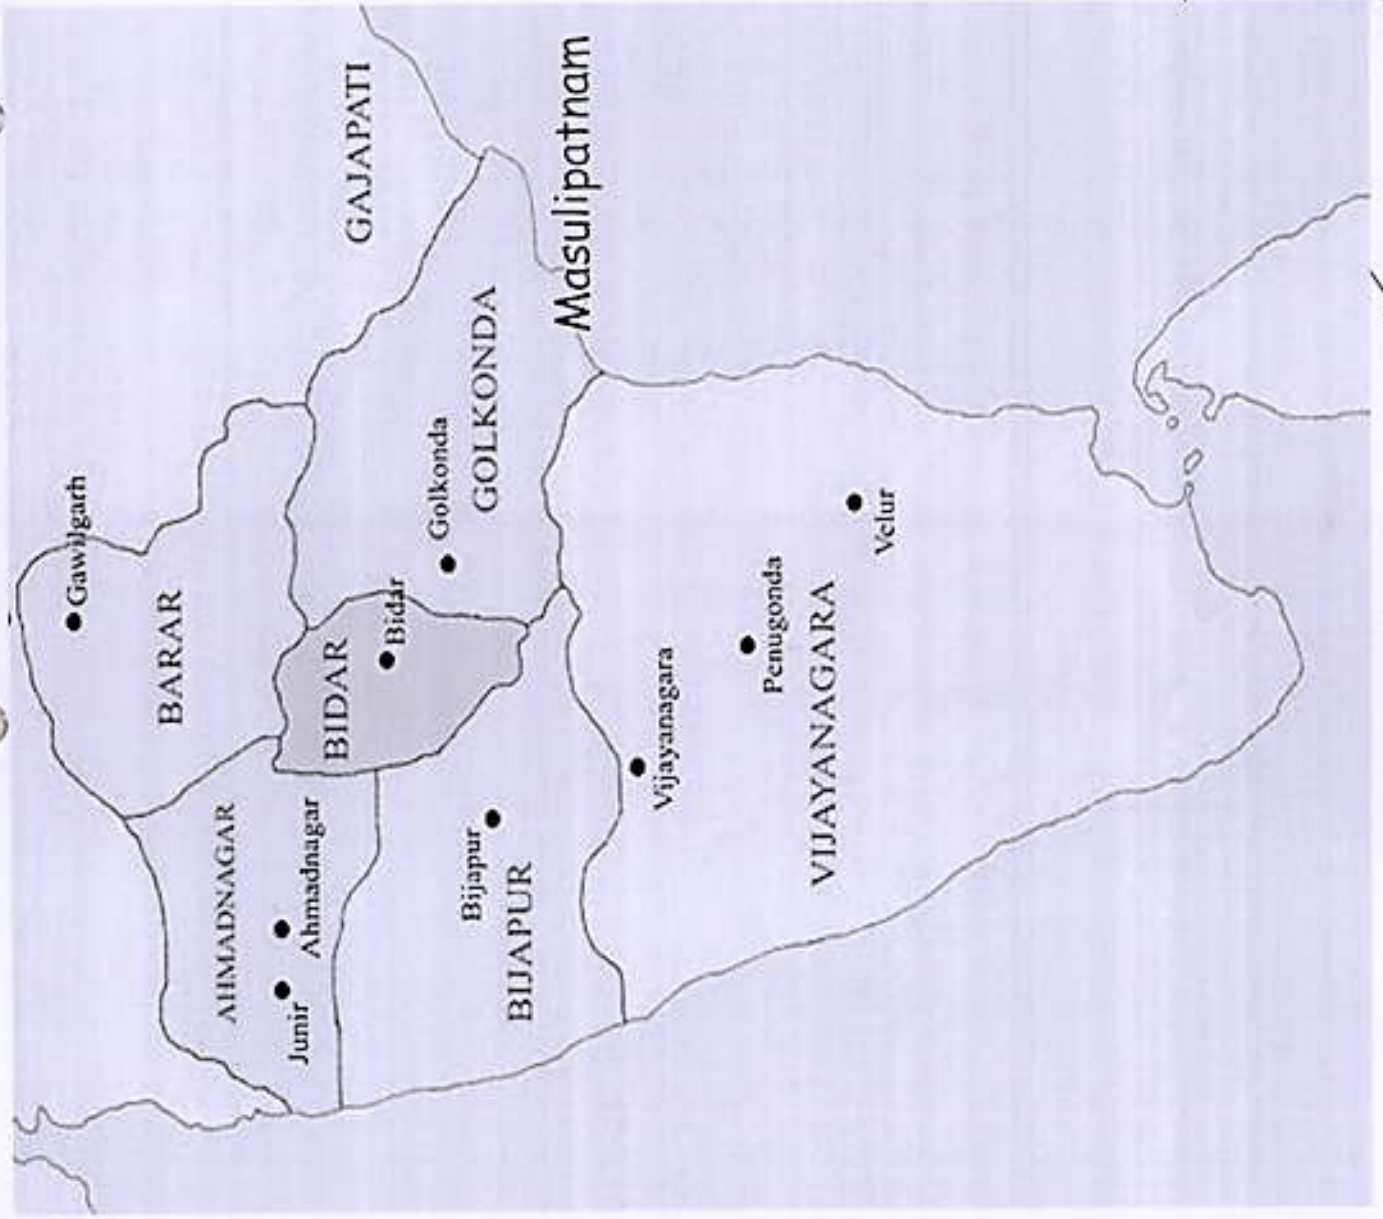 GAJAPATI
Masulipatnam
Gawilgarh
BARAR
GOLKONDA
Golkonda
BIDAR
Bidar
AHMADNAGAR
Ahmadnagar
Junir
Bijapur
BIJAPUR
Vijayanagara
Penugonda
VIJAYANAGARA
Velur